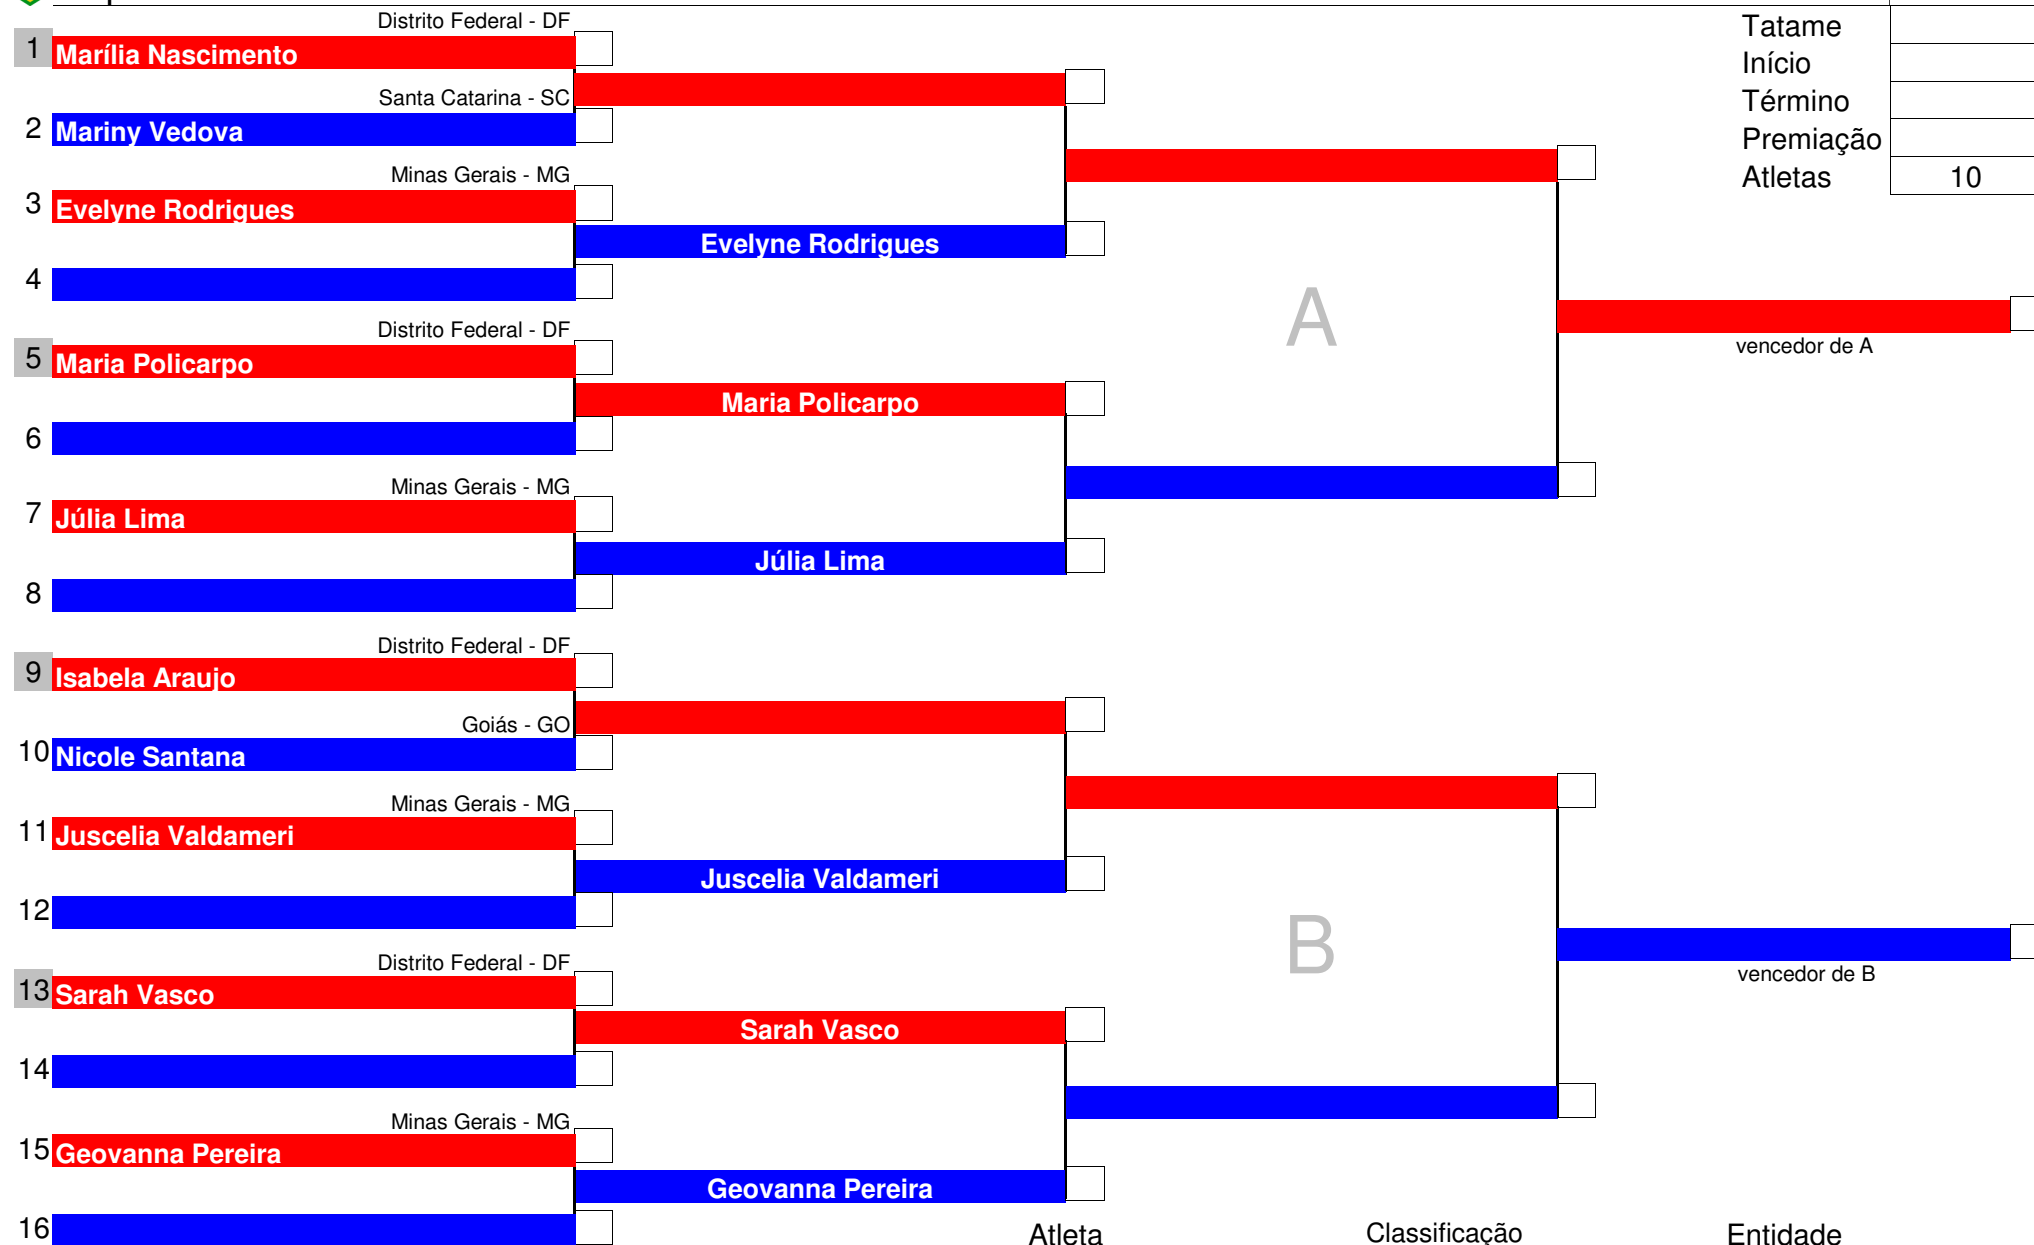 Distrito Federal - DF
1 Marília Nascimento
Santa Catarina - SC
2 Mariny Vedova
Minas Gerais - MG
3 Evelyne Rodrigues
Evelyne Rodrigues
4
Distrito Federal - DF
5 Maria Policarpo
Maria Policarpo
6
Minas Gerais - MG
7 Júlia Lima
Júlia Lima
8
Distrito Federal - DF
9 Isabela Araujo
Goiás - GO
10 Nicole Santana
Minas Gerais - MG
11 Juscelia Valdameri
Juscelia Valdameri
12
Distrito Federal - DF
13 Sarah Vasco
Sarah Vasco
14
Minas Gerais - MG
15 Geovanna Pereira
Geovanna Pereira
16
A
B
vencedor de A
vencedor de B
Tatame
Início
Término
Premiação
Atletas 10
Atleta Classificação Entidade